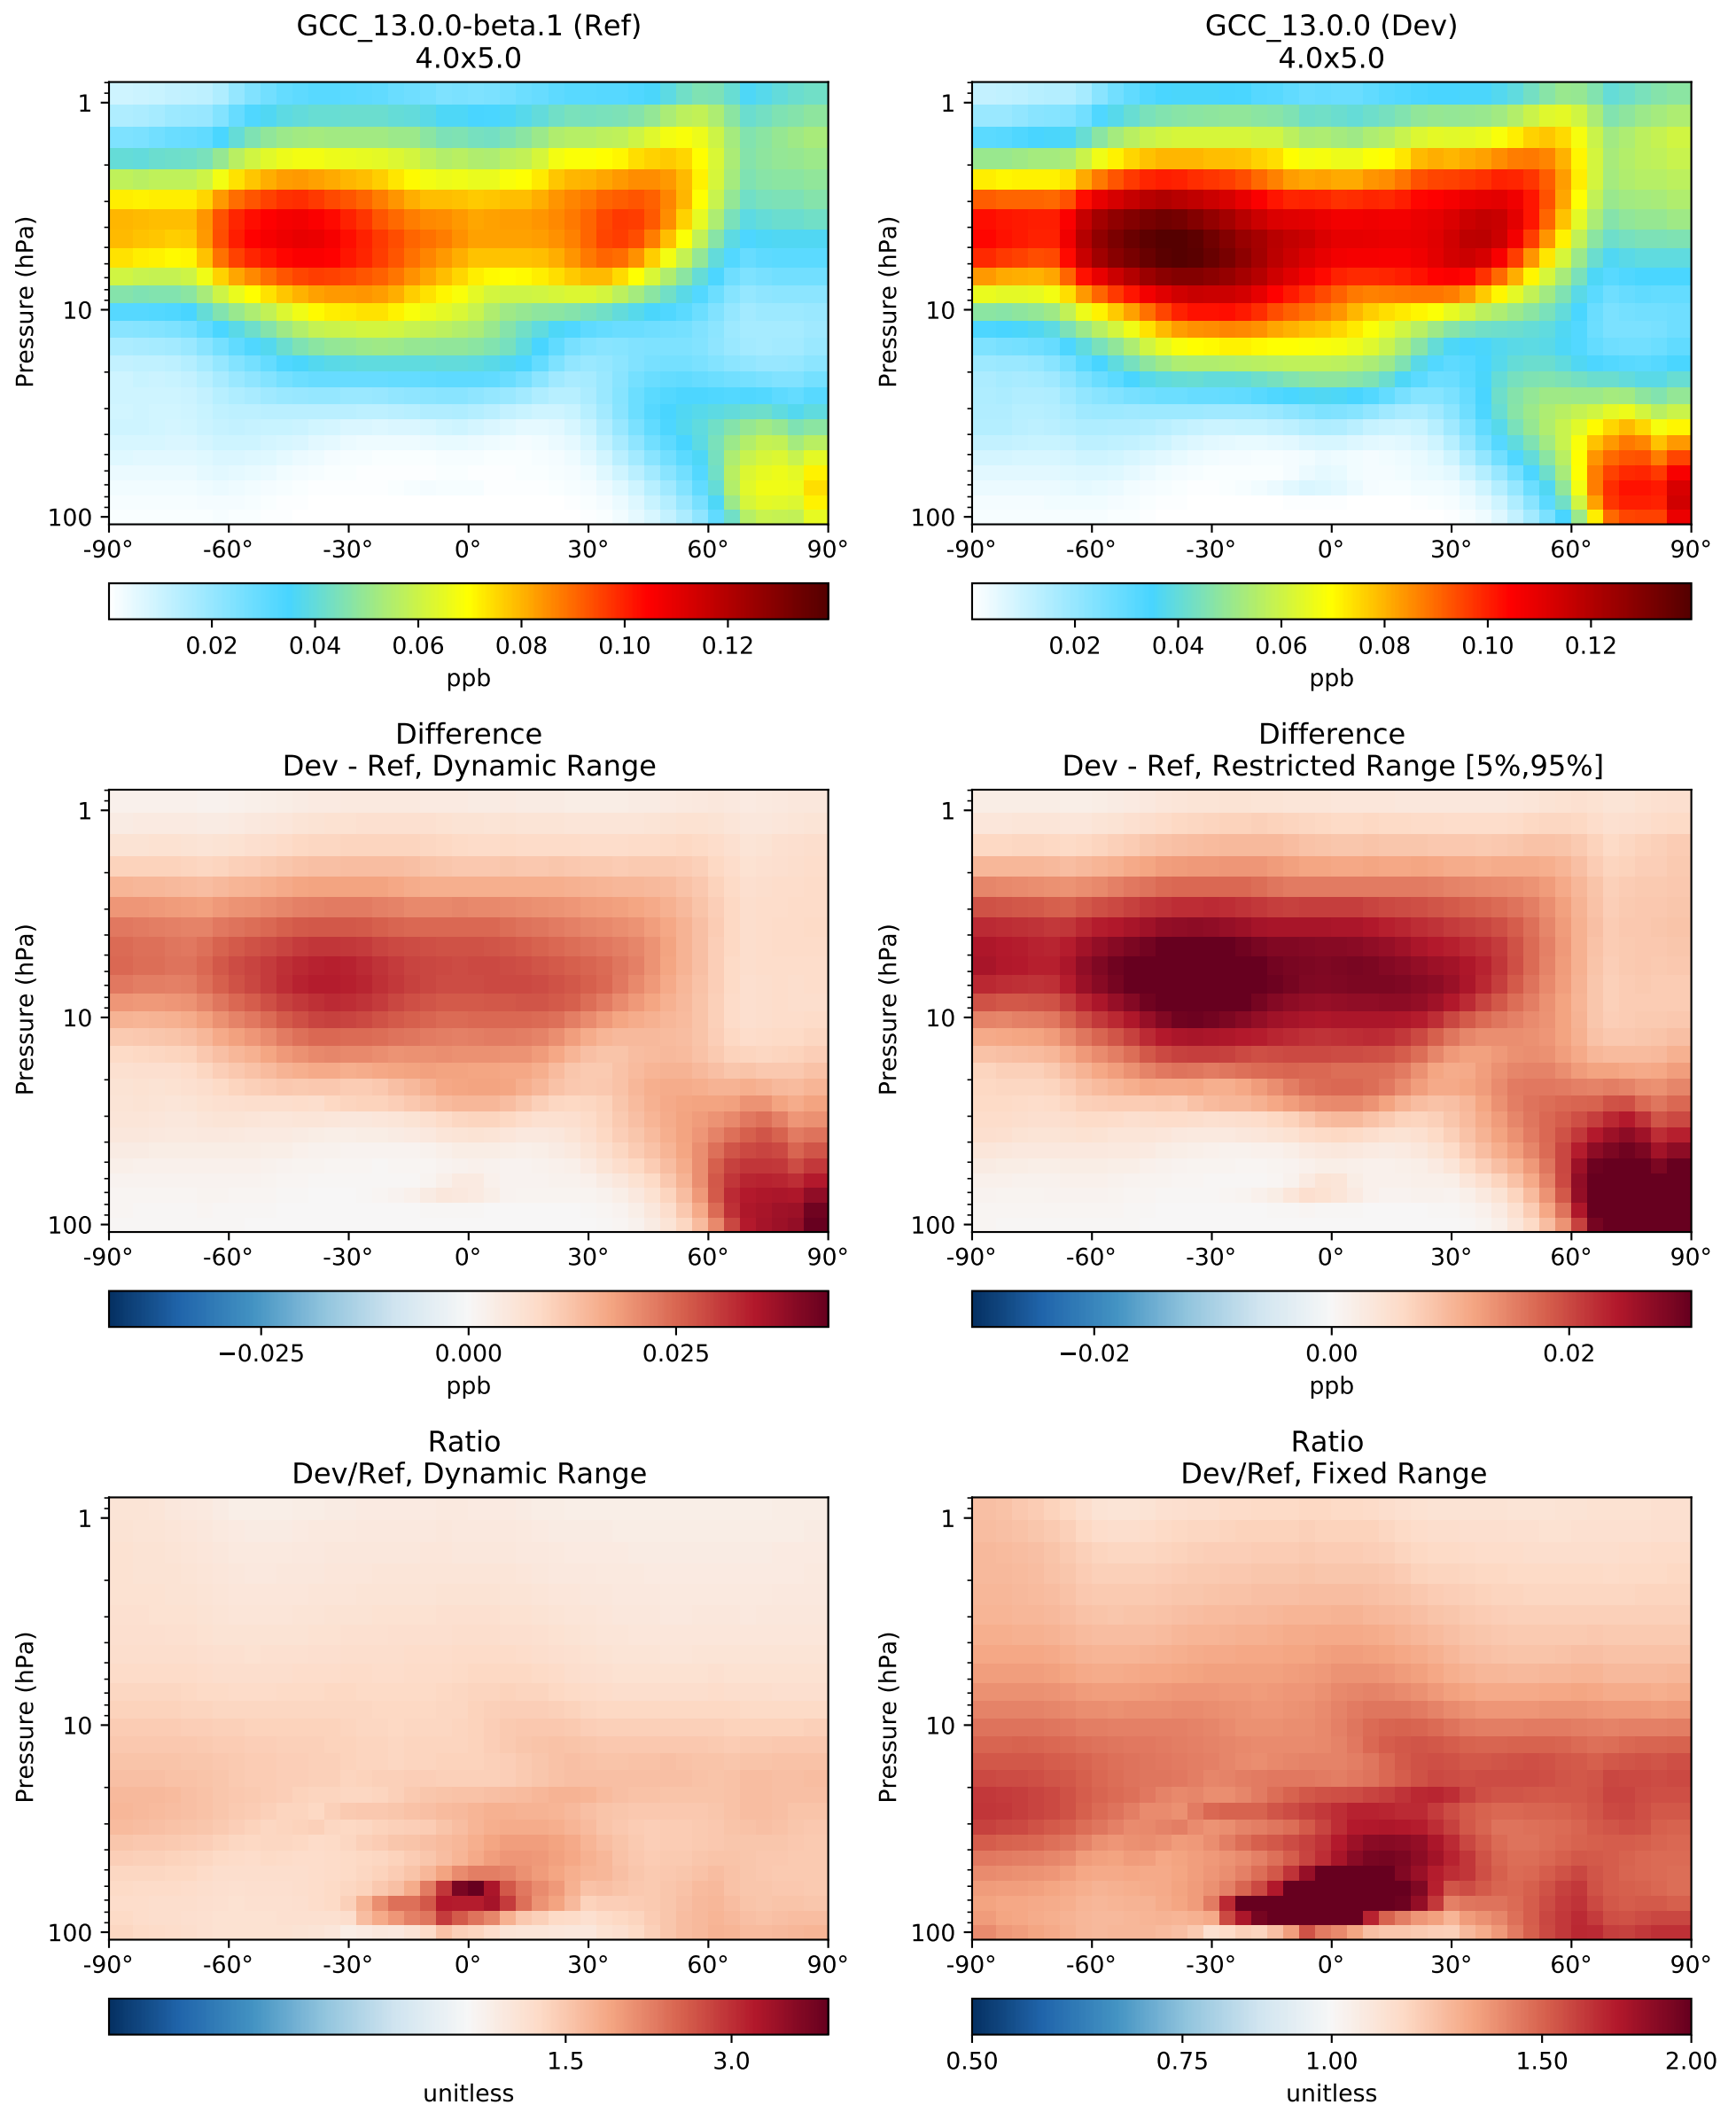 GCC_13.0.0-beta.1 (Ref)
4.0x5.0
Pressure (hPa)
1
10
100
-90° -60° -30° 0° 30° 60° 90°
0.02 0.04 0.06 0.08 0.10 0.12
ppb
GCC_13.0.0 (Dev)
4.0x5.0
Pressure (hPa)
1
10
100
-90° -60° -30° 0° 30° 60° 90°
0.02 0.04 0.06 0.08 0.10 0.12
ppb
Difference
Dev - Ref, Dynamic Range
Pressure (hPa)
1
10
100
-90° -60° -30° 0° 30° 60° 90°
−0.025 0.000 0.025
ppb
Difference
Dev - Ref, Restricted Range [5%,95%]
Pressure (hPa)
1
10
100
-90° -60° -30° 0° 30° 60° 90°
−0.02 0.00 0.02
ppb
Ratio
Dev/Ref, Dynamic Range
Pressure (hPa)
1
10
100
-90° -60° -30° 0° 30° 60° 90°
1.5 3.0
unitless
Ratio
Dev/Ref, Fixed Range
Pressure (hPa)
1
10
100
-90° -60° -30° 0° 30° 60° 90°
0.50 0.75 1.00 1.50 2.00
unitless